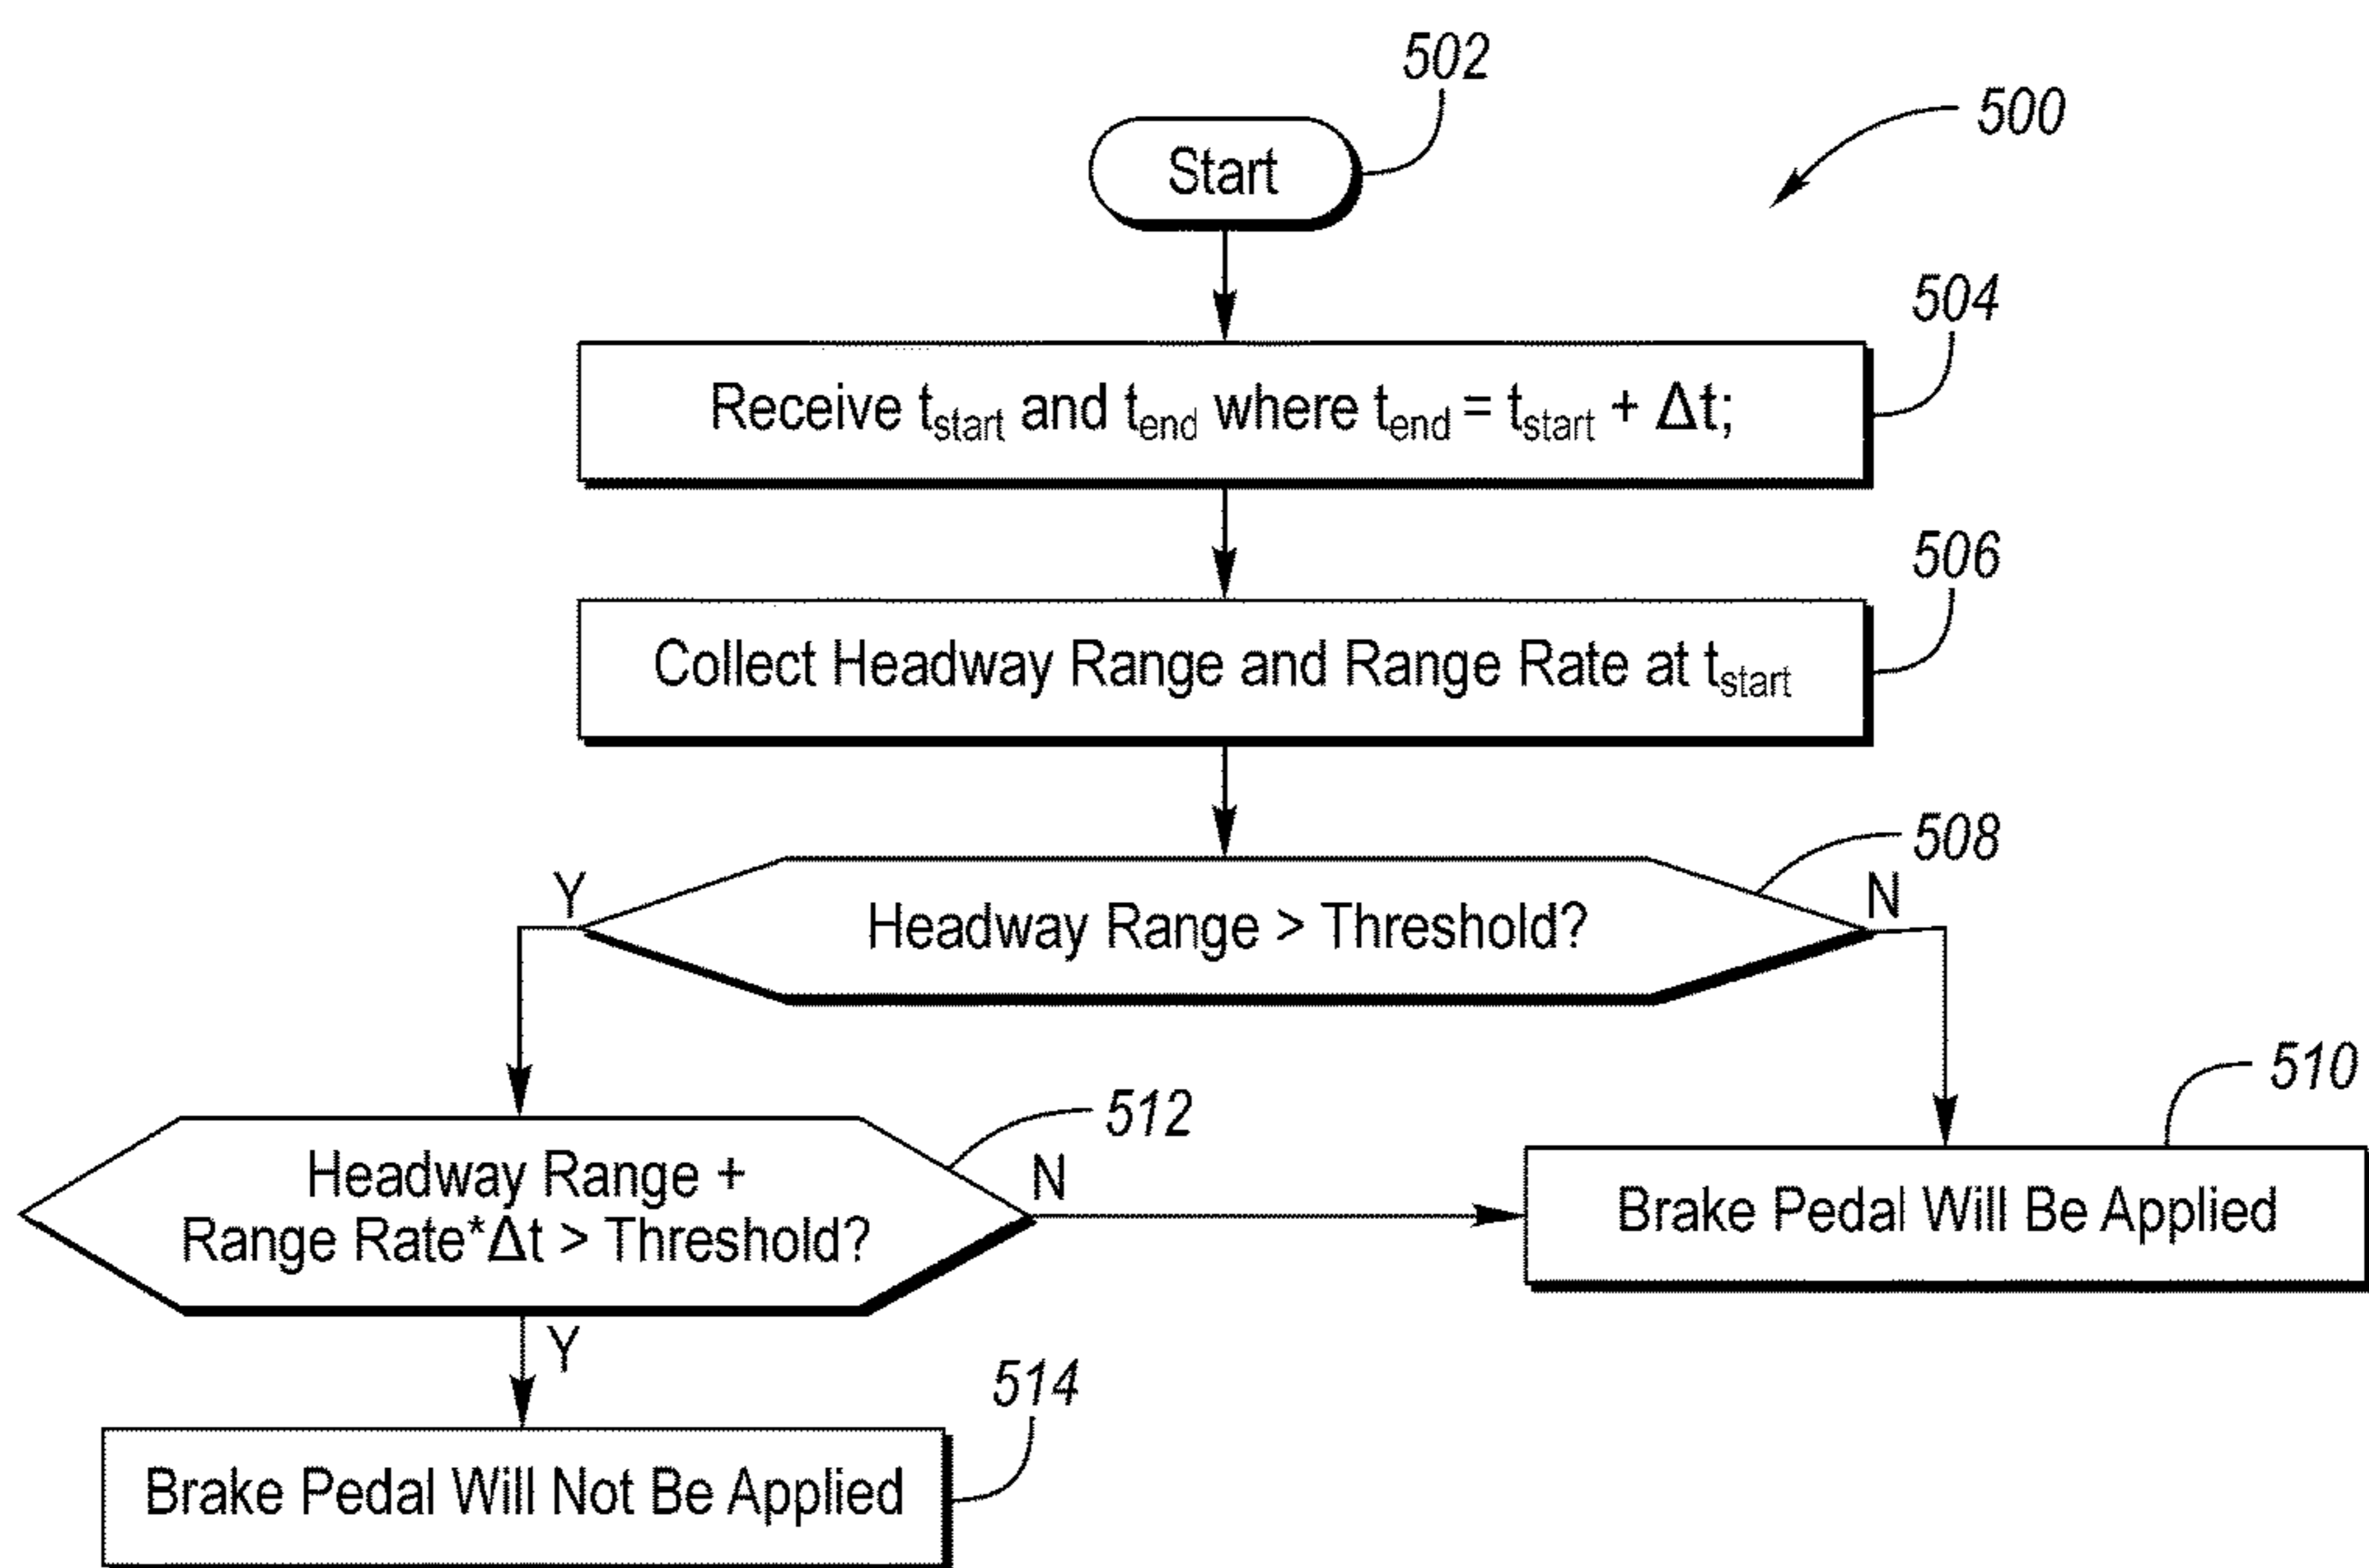 502
500
Start
504
Receive tstart and tend where tend = tstart + Δt;
506
Collect Headway Range and Range Rate at tstart
508
Y
N
Headway Range > Threshold?
510
512
Headway Range +
Range Rate*Δt > Threshold?
N
Brake Pedal Will Be Applied
Y
514
Brake Pedal Will Not Be Applied